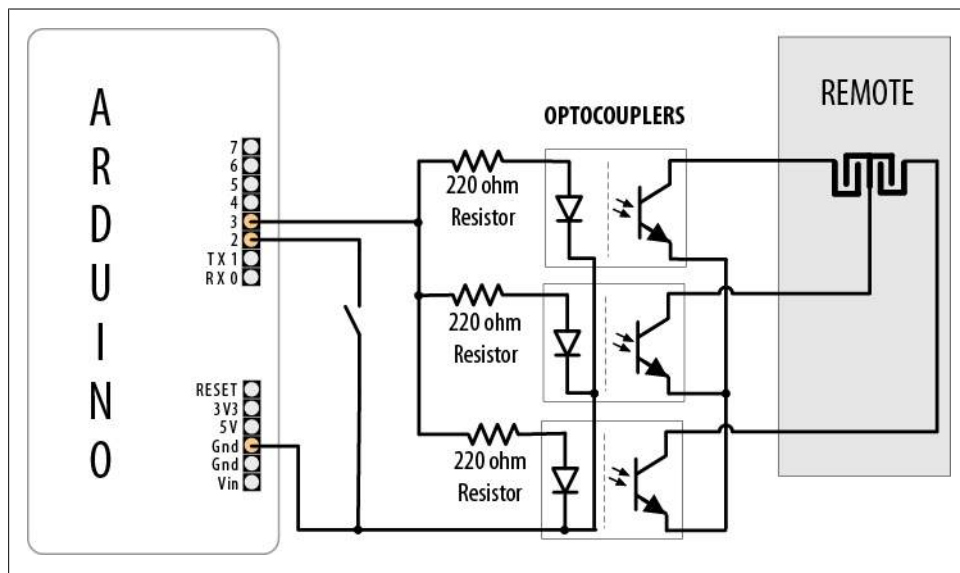 ARDUINO
7
6
5
4
3
2
TX 1
RX 0
RESET
3V3
5V
Gnd
Gnd
Vin
OPTOCOUPLERS
REMOTE
220 ohm
Resistor
220 ohm
Resistor
220 ohm
Resistor